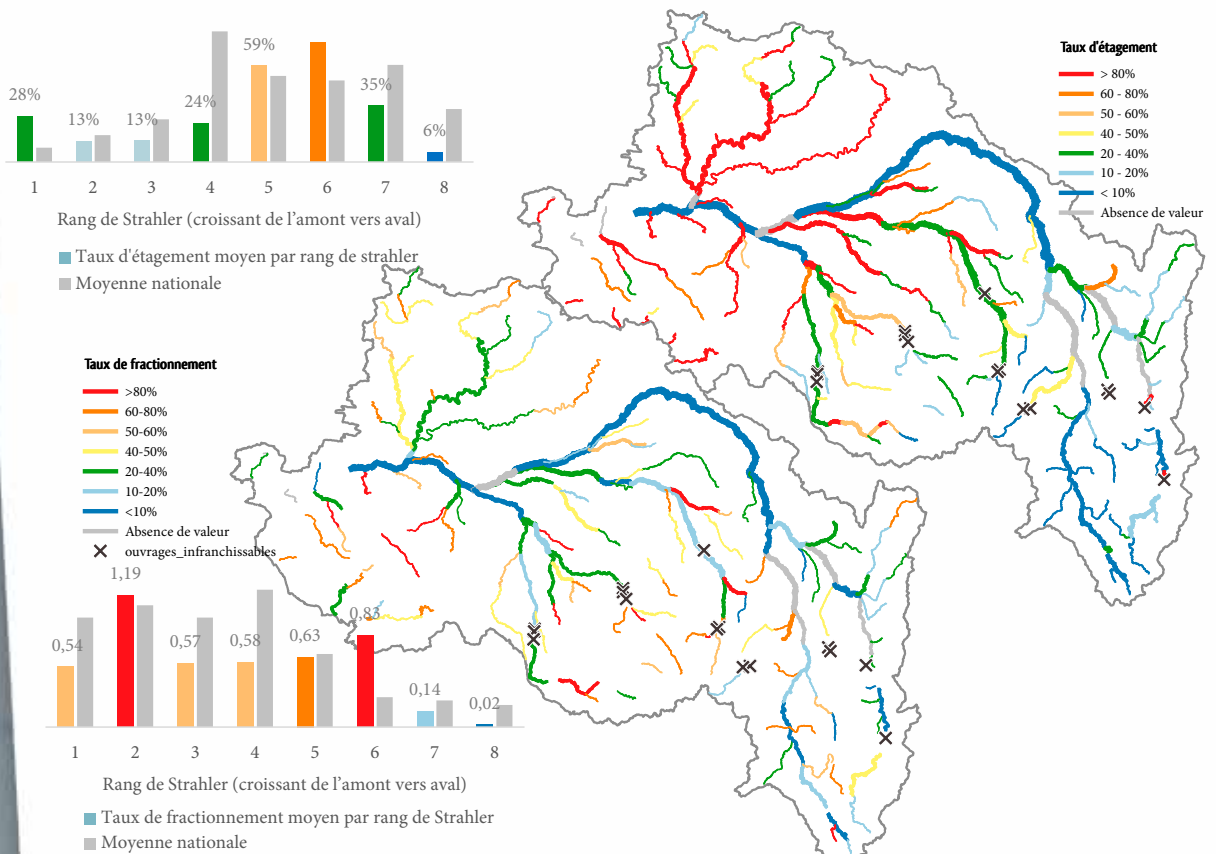 28%
13%
13%
24%
59%
35%
6%
1 2 3 4 5 6 7 8
Rang de Strahler (croissant de l'amont vers aval)
Taux d'étagement moyen par rang de strahler
Moyenne nationale
Taux d'étagement
> 80%
60 - 80%
50 - 60%
40 - 50%
20 - 40%
10 - 20%
< 10%
Absence de valeur
Taux de fractionnement
>80%
60-80%
50-60%
40-50%
20-40%
10-20%
<10%
Absence de valeur
ouvrages_infranchissables
0,54
1,19
0,57
0,58
0,63
0,83
0,14
0,02
1 2 3 4 5 6 7 8
Rang de Strahler (croissant de l'amont vers aval)
Taux de fractionnement moyen par rang de Strahler
Moyenne nationale